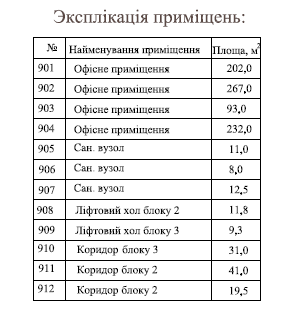 Эксплікація приміщень:
№ Найменування приміщення Площа, м²
901 Офісне приміщення 202,0
902 Офісне приміщення 267,0
903 Офісне приміщення 93,0
904 Офісне приміщення 232,0
905 Сан. вузол 11,0
906 Сан. вузол 8,0
907 Сан. вузол 12,5
908 Ліфтовий хол блоку 2 11,8
909 Ліфтовий хол блоку 3 9,3
910 Коридор блоку 3 31,0
911 Коридор блоку 2 41,0
912 Коридор блоку 2 19,5